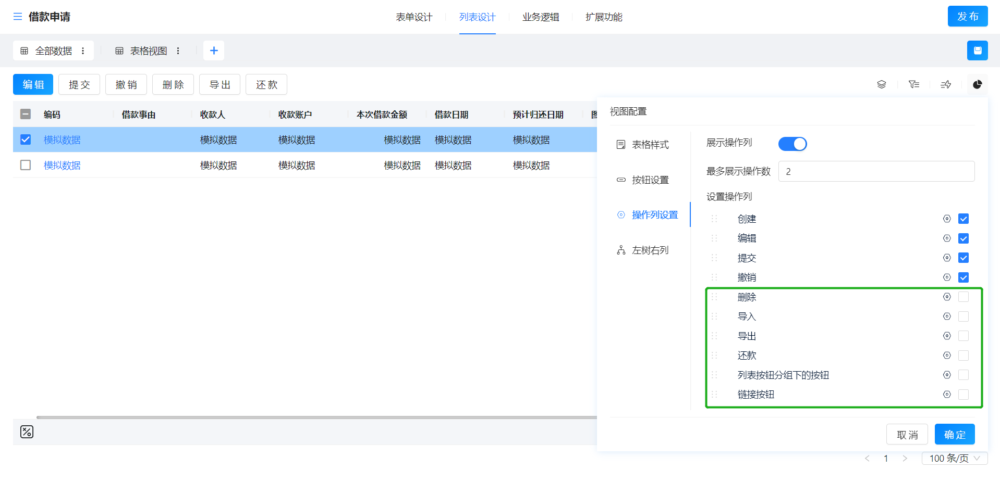 借款申请
表单设计 列表设计 业务逻辑 扩展功能
发布
全部数据 表格视图
编辑 提交 撤销 删除 导出 还款
编码 借款事由 收款人 收款账户 本次借款金额 借款日期 预计归还日期
模拟数据 模拟数据 模拟数据 模拟数据 模拟数据 模拟数据
模拟数据 模拟数据 模拟数据 模拟数据 模拟数据 模拟数据
视图配置
表格样式
按钮设置
操作列设置
左树右列
展示操作列
最多展示操作数 2
设置操作列
创建
编辑
提交
撤销
删除
导入
导出
还款
列表按钮分组下的按钮
链接按钮
取消 确定
1 100 条/页